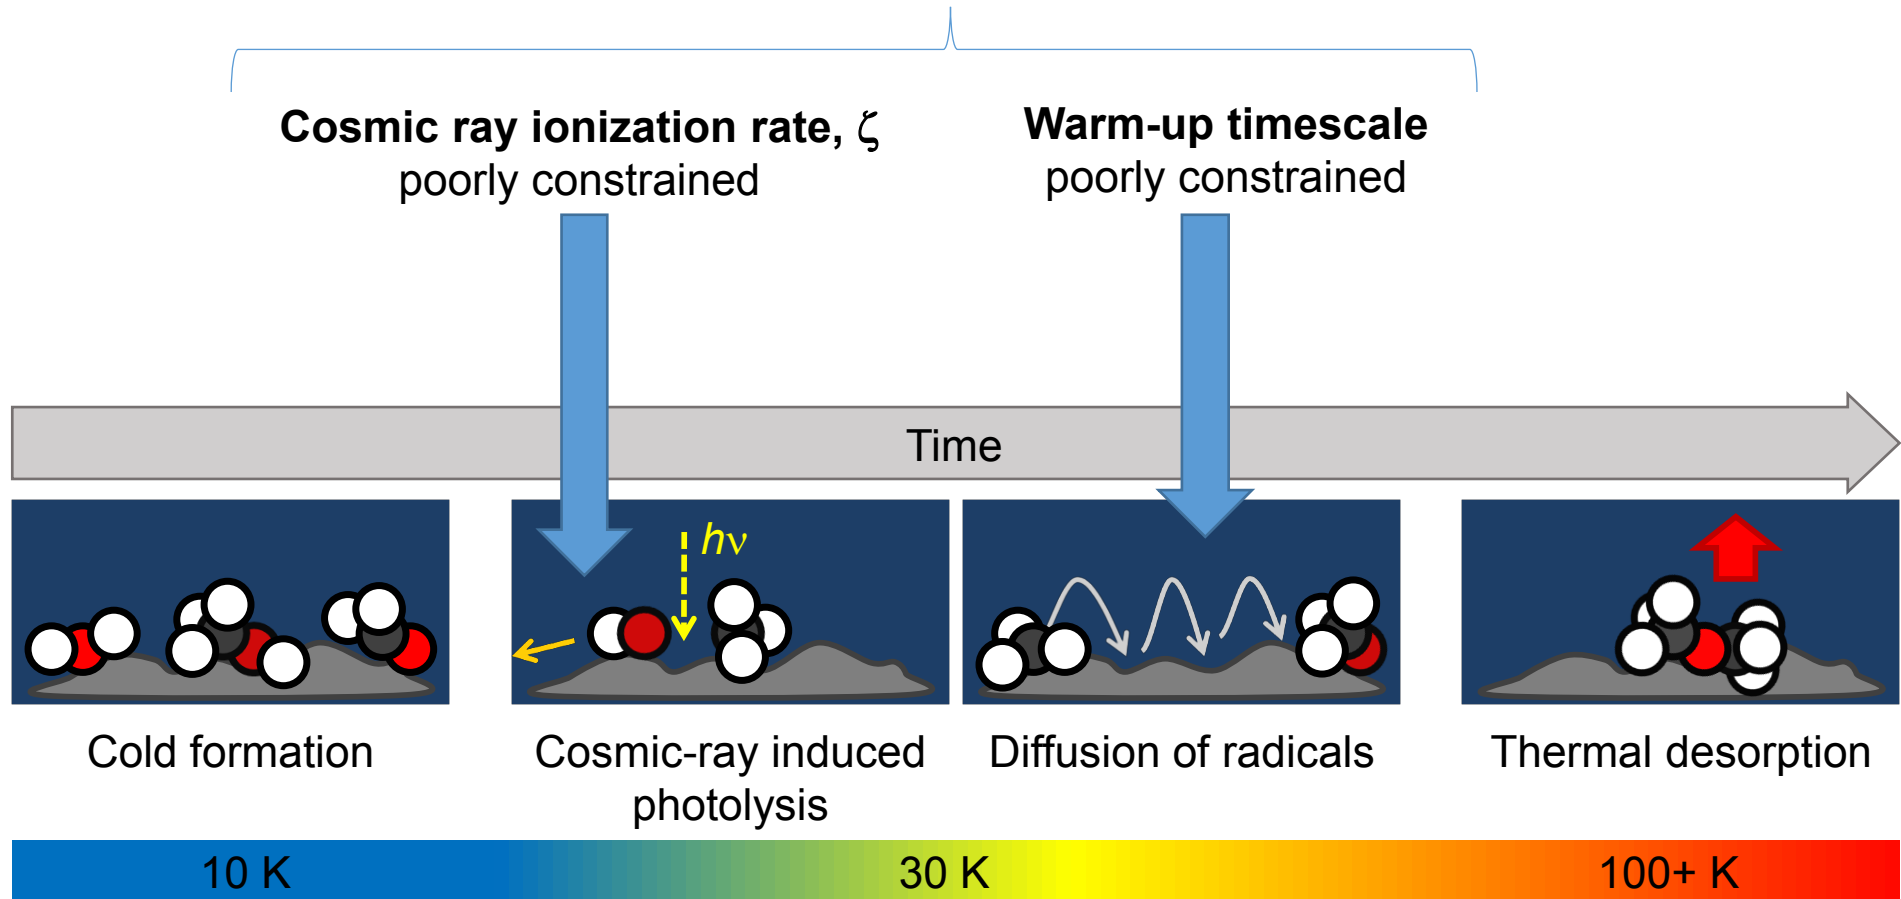 Cosmic ray ionization rate, ζ
poorly constrained
Warm-up timescale
poorly constrained
Time
hν
Cold formation
Cosmic-ray induced
photolysis
Diffusion of radicals
Thermal desorption
10 K
30 K
100+ K